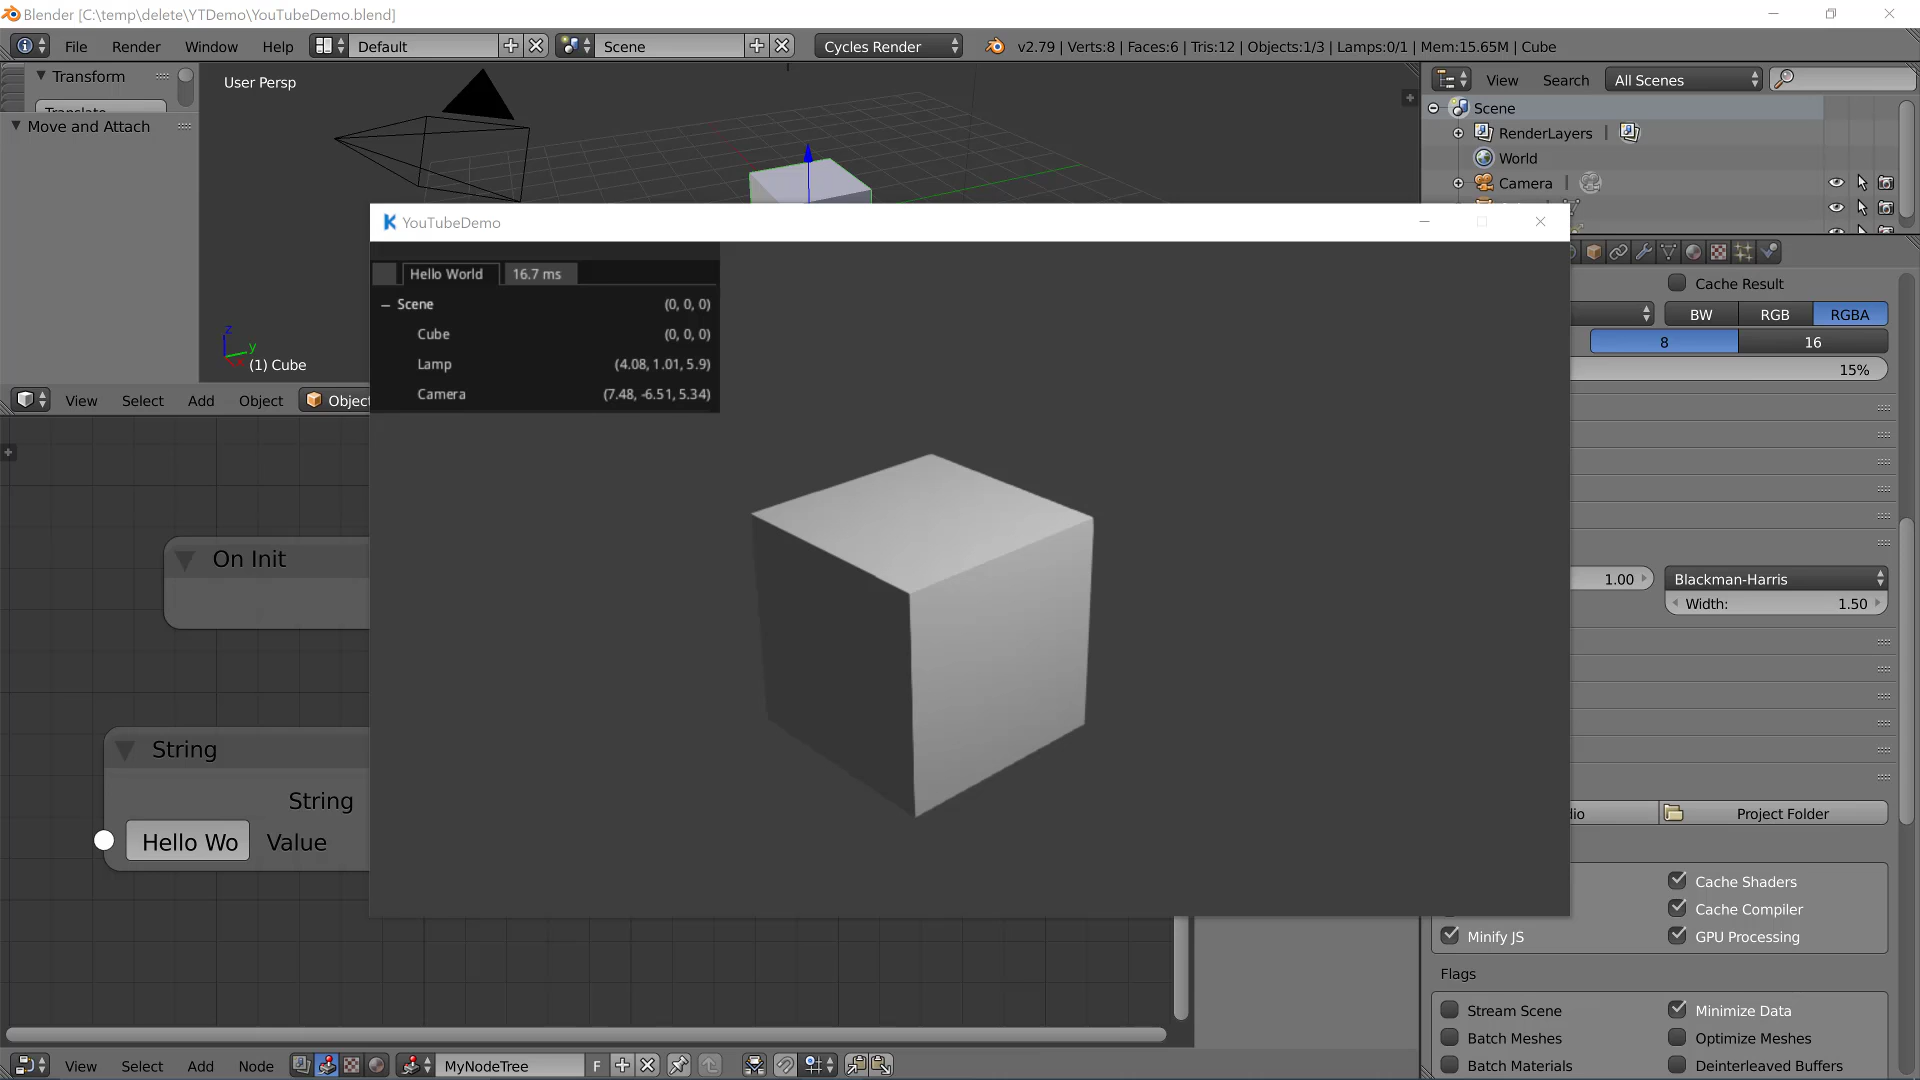 Blender [C:\temp\delete\YTDemo\YouTubeDemo.blend]
File Render Window Help Default Scene Cycles Render v2.79 | Verts:8 | Faces:6 | Tris:12 | Objects:1/3 | Lamps:0/1 | Mem:15.65M | Cube
Transform
Translate
Move and Attach
User Persp
z
y
(1) Cube
View Select Add Object Object
View Search All Scenes
Scene
RenderLayers |
World
Camera |
YouTubeDemo
Hello World 16.7 ms
Scene (0, 0, 0)
Cube (0, 0, 0)
Lamp (4.08, 1.01, 5.9)
Camera (7.48, -6.51, 5.34)
Cache Result
BW RGB RGBA
8 16
15%
1.00 Blackman-Harris
Width: 1.50
dio Project Folder
Cache Shaders
Cache Compiler
Minify JS GPU Processing
Flags
Stream Scene Minimize Data
Batch Meshes Optimize Meshes
Batch Materials Deinterleaved Buffers
On Init
String
String
Hello Wo Value
View Select Add Node MyNodeTree F